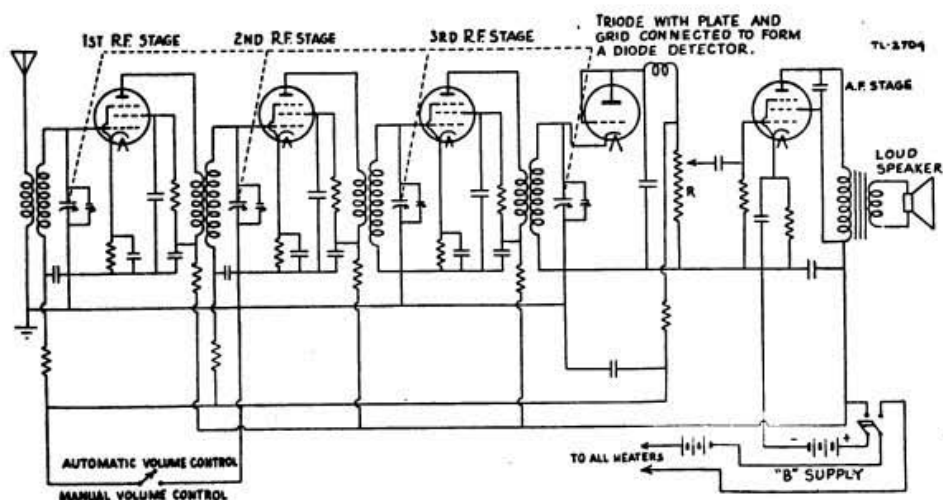 1ST R.F. STAGE
2ND R.F. STAGE
3RD R.F. STAGE
TRIODE WITH PLATE AND
GRID CONNECTED TO FORM
A DIODE DETECTOR.
TL-2709
A.F. STAGE
LOUD
SPEAKER
R
AUTOMATIC VOLUME CONTROL
MANUAL VOLUME CONTROL
TO ALL HEATERS
- +
"B" SUPPLY